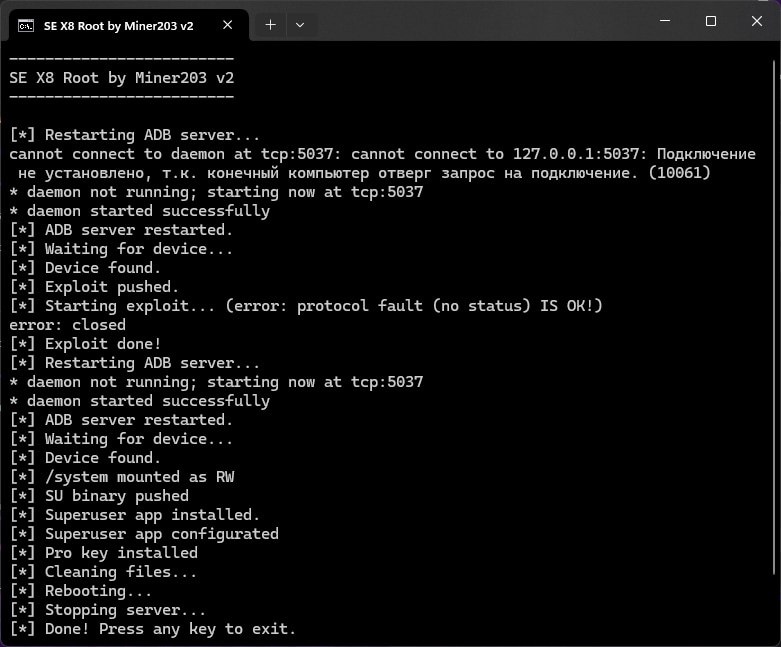 SE X8 Root by Miner203 v2
-------------------------
SE X8 Root by Miner203 v2
-------------------------
[*] Restarting ADB server...
cannot connect to daemon at tcp:5037: cannot connect to 127.0.0.1:5037: Подключение
не установлено, т.к. конечный компьютер отверг запрос на подключение. (10061)
* daemon not running; starting now at tcp:5037
* daemon started successfully
[*] ADB server restarted.
[*] Waiting for device...
[*] Device found.
[*] Exploit pushed.
[*] Starting exploit... (error: protocol fault (no status) IS OK!)
error: closed
[*] Exploit done!
[*] Restarting ADB server...
* daemon not running; starting now at tcp:5037
* daemon started successfully
[*] ADB server restarted.
[*] Waiting for device...
[*] Device found.
[*] /system mounted as RW
[*] SU binary pushed
[*] Superuser app installed.
[*] Superuser app configurated
[*] Pro key installed
[*] Cleaning files...
[*] Rebooting...
[*] Stopping server...
[*] Done! Press any key to exit.